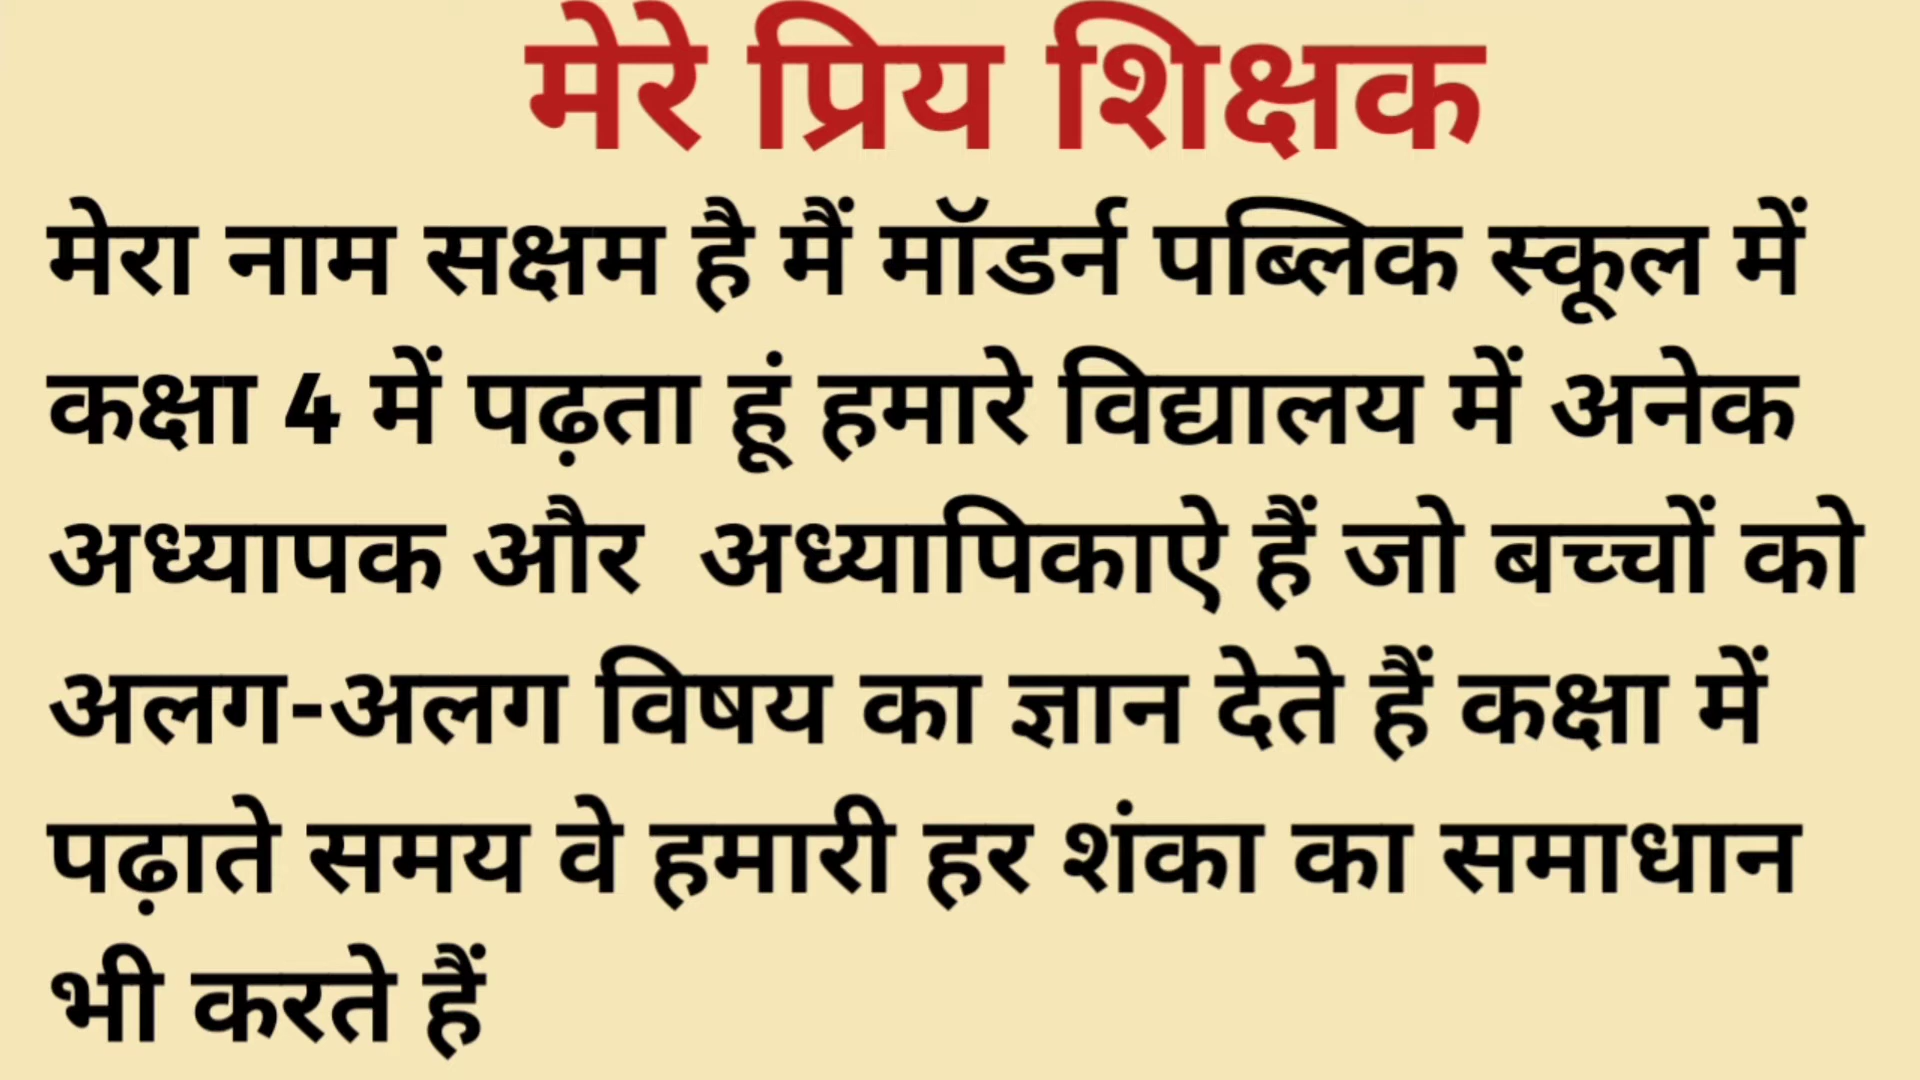 मेरे प्रिय शिक्षक
मेरा नाम सक्षम है मैं मॉडर्न पब्लिक स्कूल में
कक्षा 4 में पढ़ता हूं हमारे विद्यालय में अनेक
अध्यापक और अध्यापिकाऐ हैं जो बच्चों को
अलग-अलग विषय का ज्ञान देते हैं कक्षा में
पढ़ाते समय वे हमारी हर शंका का समाधान
भी करते हैं